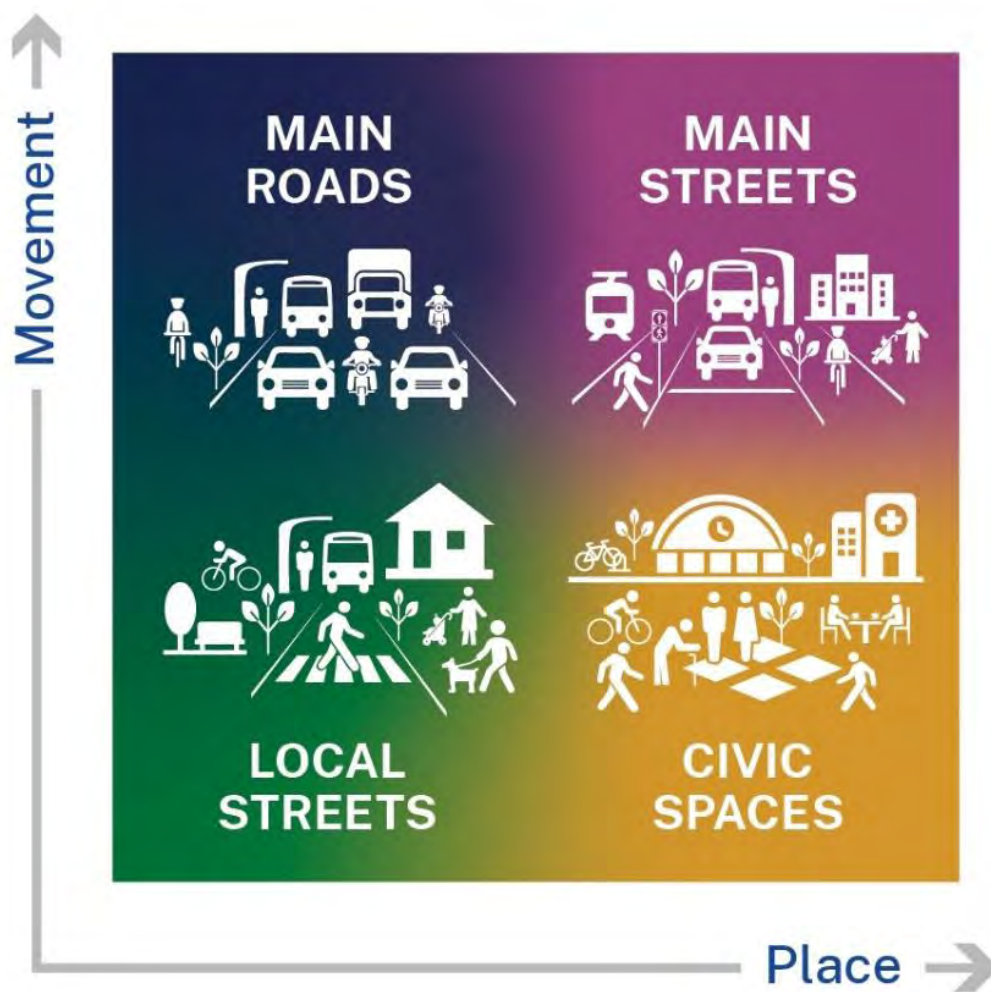 Movement
MAIN
ROADS
MAIN
STREETS
LOCAL
STREETS
CIVIC
SPACES
Place